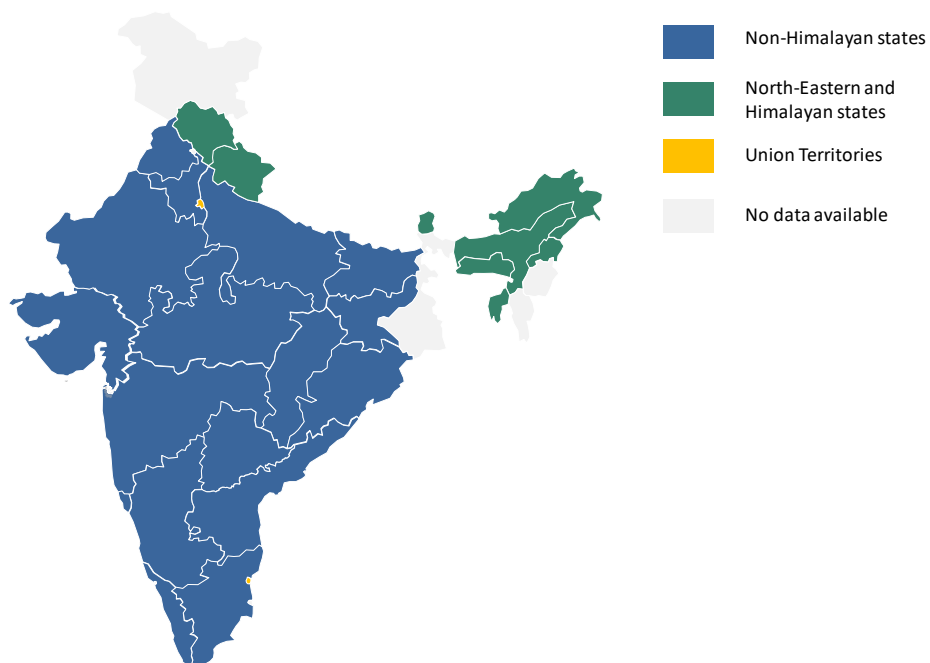 Non-Himalayan states
North-Eastern and
Himalayan states
Union Territories
No data available